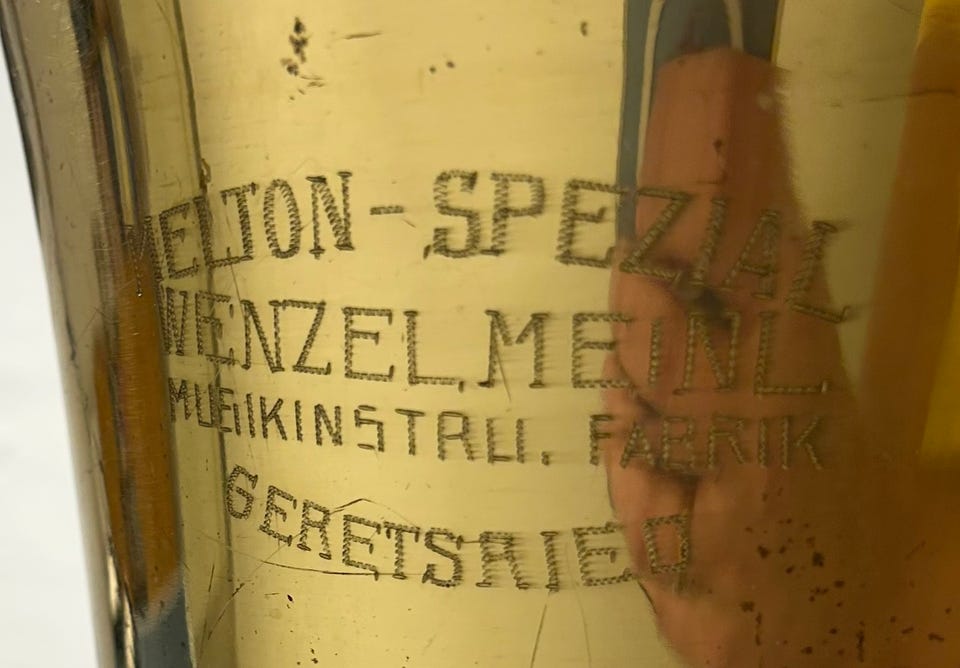 MELTON - SPEZIAL
WENZEL MEINL
MUSIKINSTRU. FABRIK
GERETSRIED